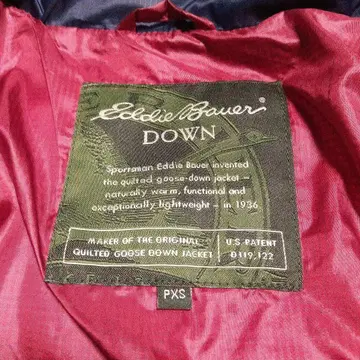 Eddie Bauer
DOWN
Sportsman Eddie Bauer invented
the quilted goose-down jacket –
naturally warm, functional and
exceptionally lightweight – in 1936
MAKER OF THE ORIGINAL
QUILTED GOOSE DOWN JACKET
U.S. PATENT
D119,122
PXS